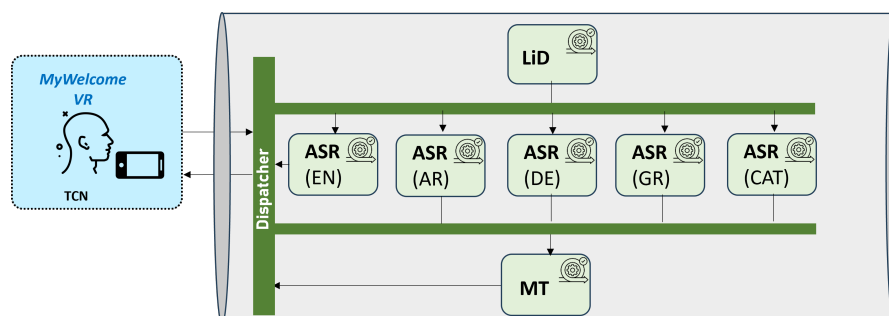 MyWelcome
VR
TCN
Dispatcher
LiD
ASR
(EN)
ASR
(AR)
ASR
(DE)
ASR
(GR)
ASR
(CAT)
MT